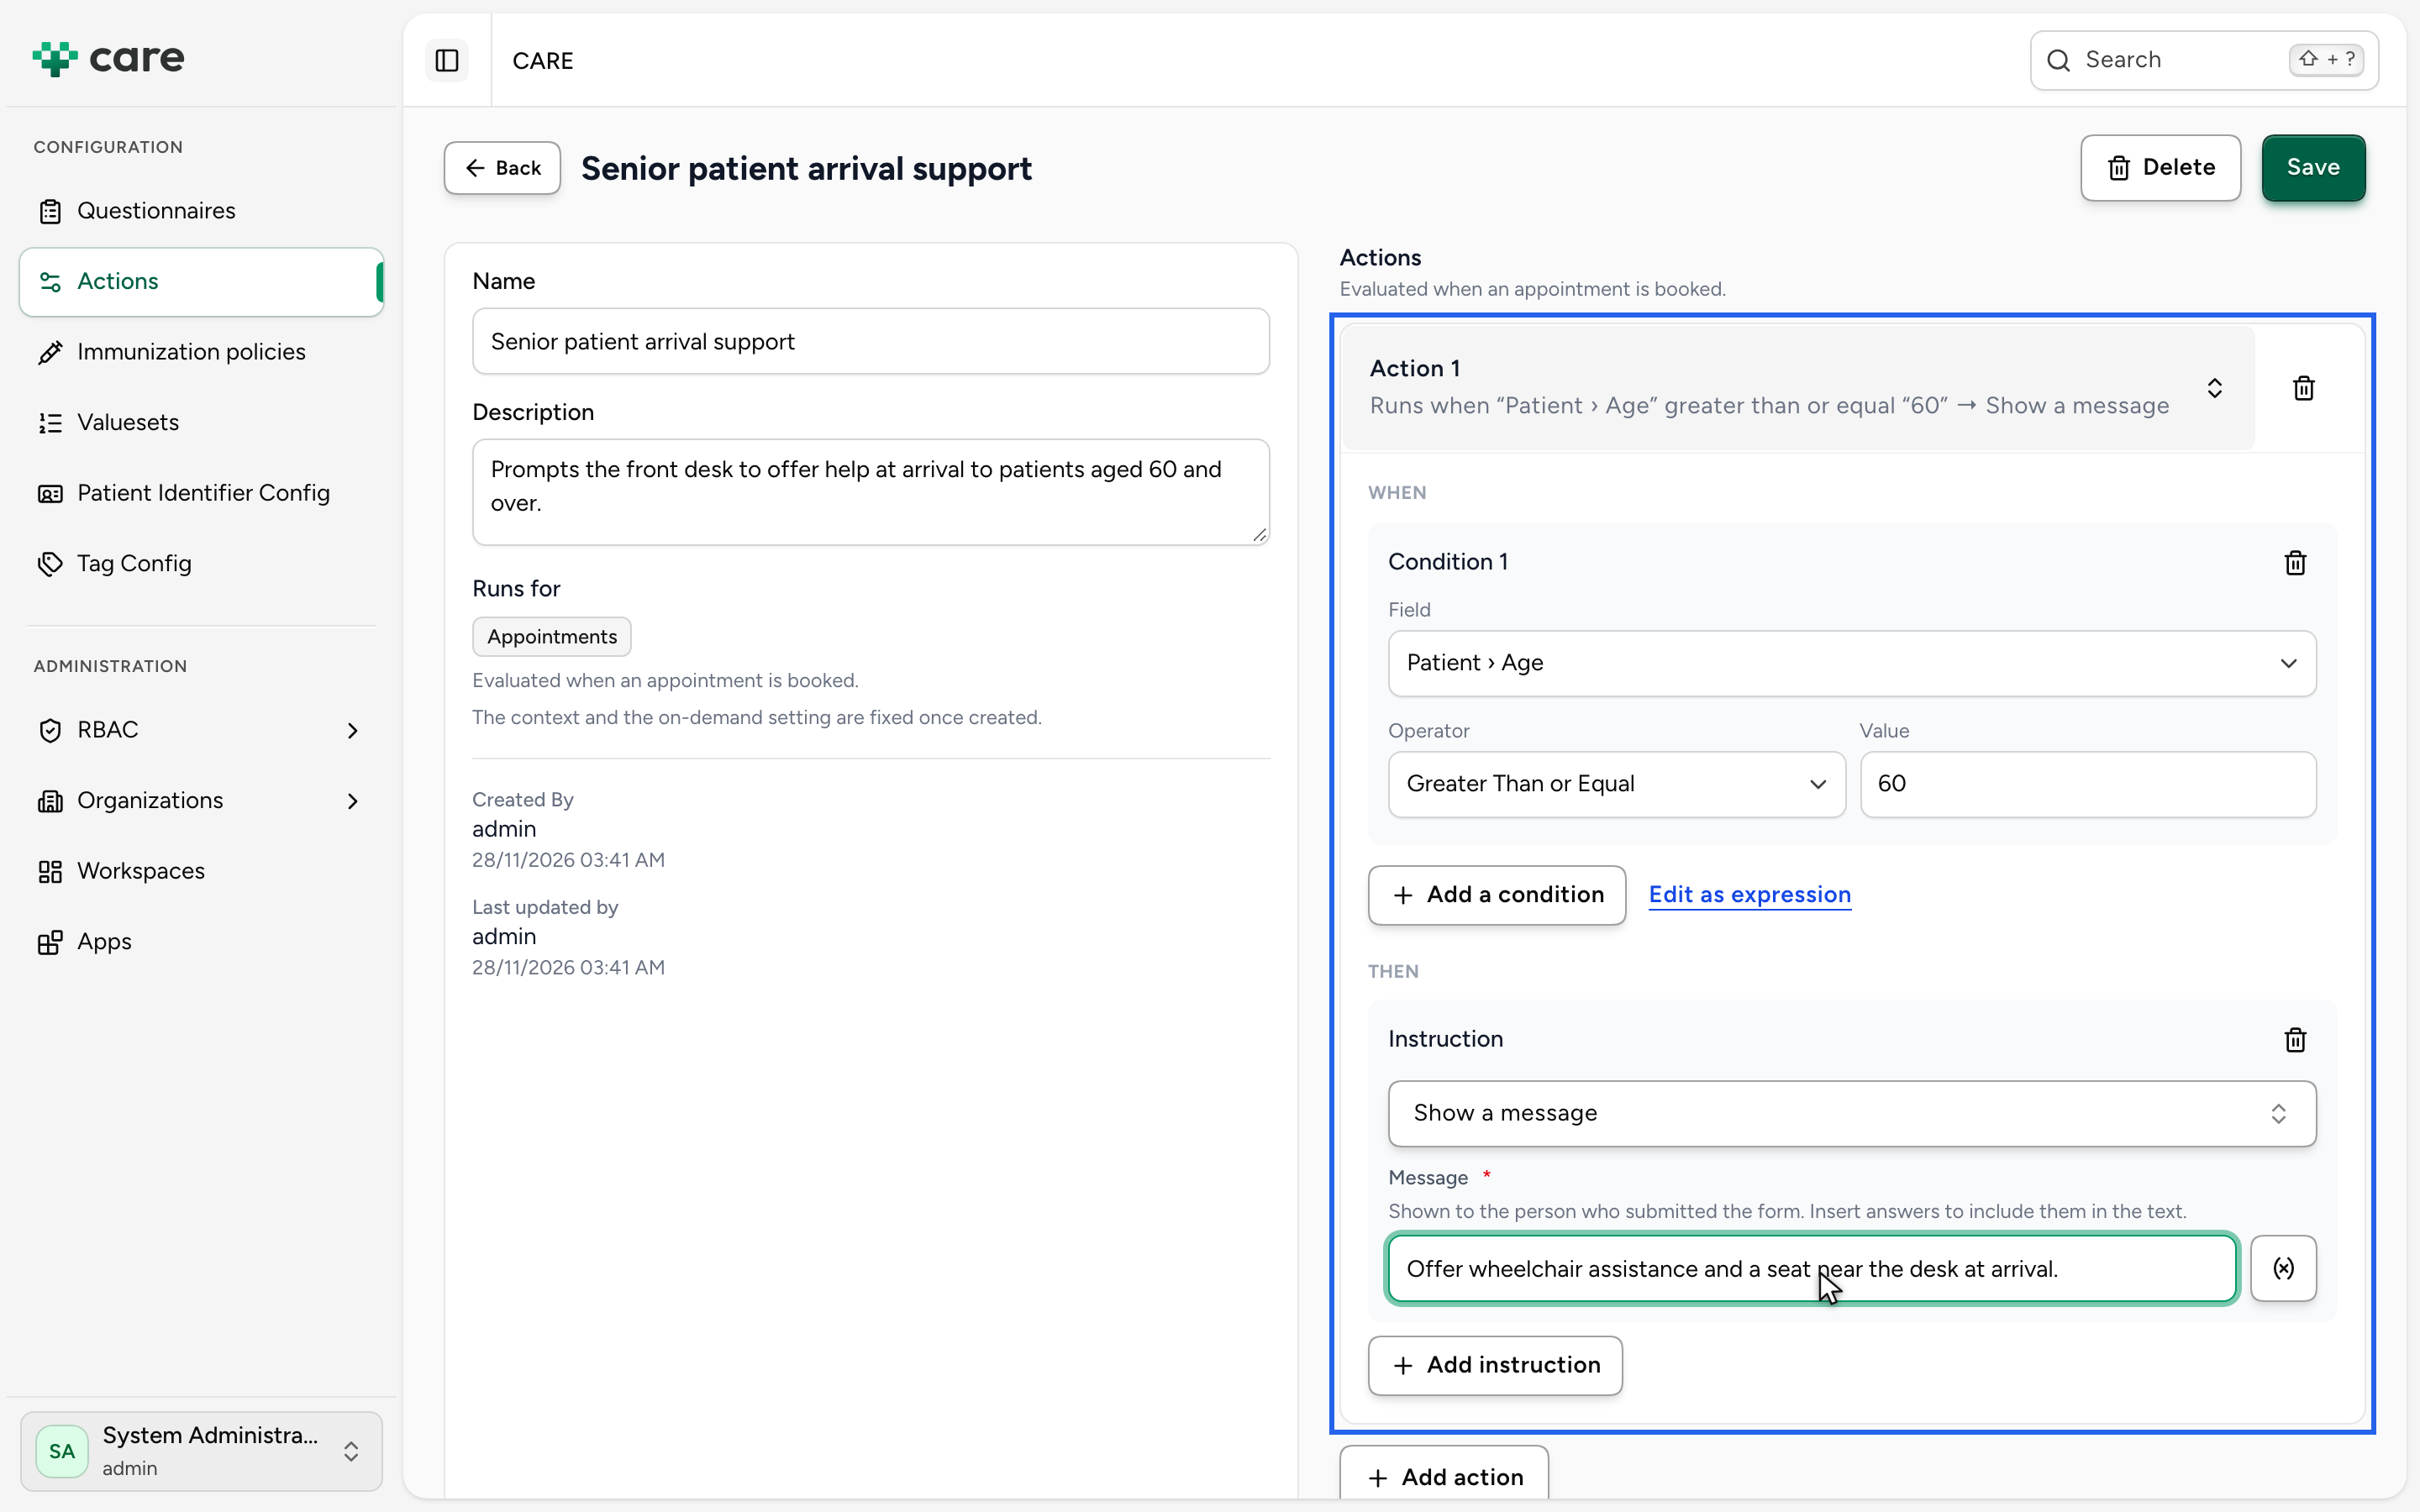 care
CONFIGURATION
Questionnaires
Actions
Immunization policies
Valuesets
Patient Identifier Config
Tag Config
ADMINISTRATION
RBAC
Organizations
Workspaces
Apps
SA
System Administra...
admin
CARE
Search
+ ?
Back
Senior patient arrival support
Delete
Save
Name
Senior patient arrival support
Description
Prompts the front desk to offer help at arrival to patients aged 60 and
over.
Runs for
Appointments
Evaluated when an appointment is booked.
The context and the on-demand setting are fixed once created.
Created By
admin
28/11/2026 03:41 AM
Last updated by
admin
28/11/2026 03:41 AM
Actions
Evaluated when an appointment is booked.
Action 1
Runs when “Patient › Age” greater than or equal “60” → Show a message
WHEN
Condition 1
Field
Patient › Age
Operator
Value
Greater Than or Equal
60
+ Add a condition
Edit as expression
THEN
Instruction
Show a message
Message *
Shown to the person who submitted the form. Insert answers to include them in the text.
Offer wheelchair assistance and a seat near the desk at arrival.
(x)
+ Add instruction
+ Add action